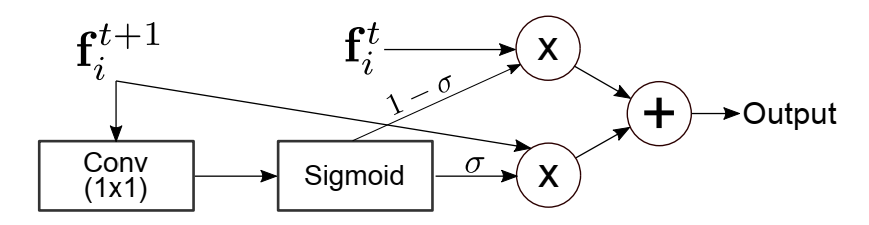 f_i^{t+1}
f_i^t
x
1 − σ
+
Output
Conv
(1x1)
Sigmoid
σ
x